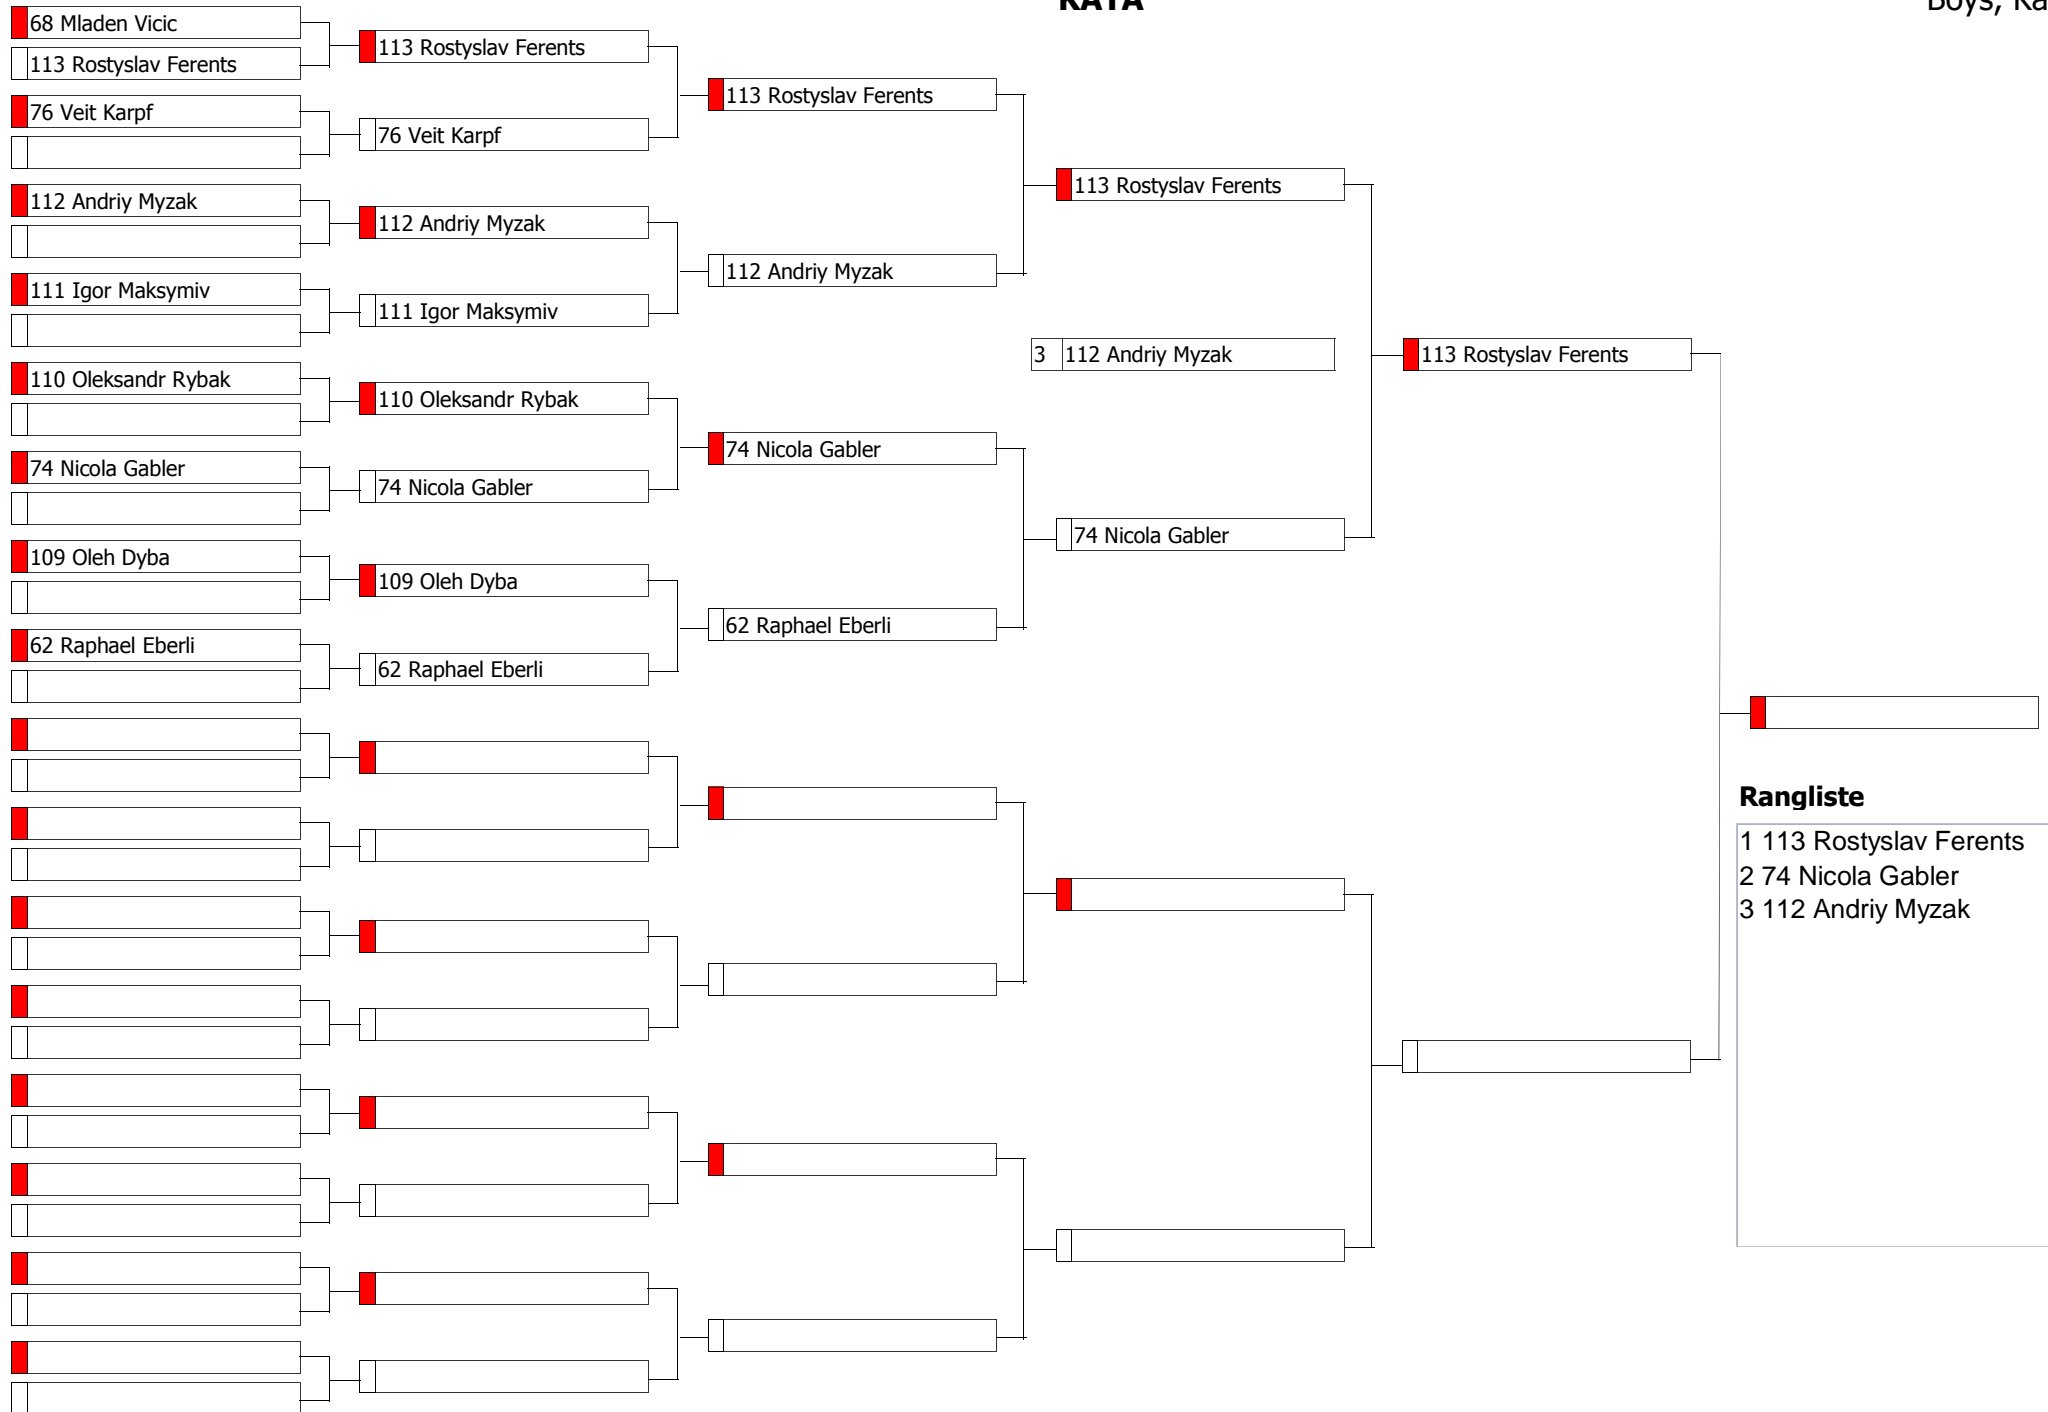 KATA
Boys, Ka
68 Mladen Vicic
113 Rostyslav Ferents
76 Veit Karpf
112 Andriy Myzak
111 Igor Maksymiv
110 Oleksandr Rybak
74 Nicola Gabler
109 Oleh Dyba
62 Raphael Eberli
113 Rostyslav Ferents
76 Veit Karpf
112 Andriy Myzak
111 Igor Maksymiv
110 Oleksandr Rybak
74 Nicola Gabler
109 Oleh Dyba
62 Raphael Eberli
113 Rostyslav Ferents
112 Andriy Myzak
74 Nicola Gabler
62 Raphael Eberli
113 Rostyslav Ferents
3 112 Andriy Myzak
74 Nicola Gabler
113 Rostyslav Ferents
Rangliste
1 113 Rostyslav Ferents
2 74 Nicola Gabler
3 112 Andriy Myzak